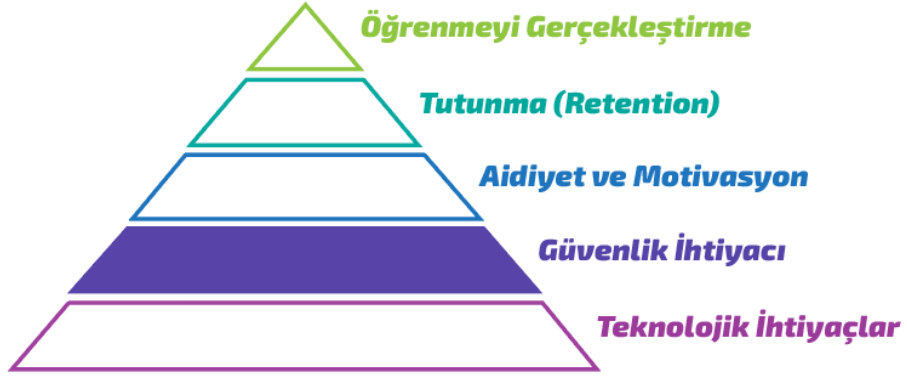 Öğrenmeyi Gerçekleştirme
Tutunma (Retention)
Aidiyet ve Motivasyon
Güvenlik İhtiyacı
Teknolojik İhtiyaçlar